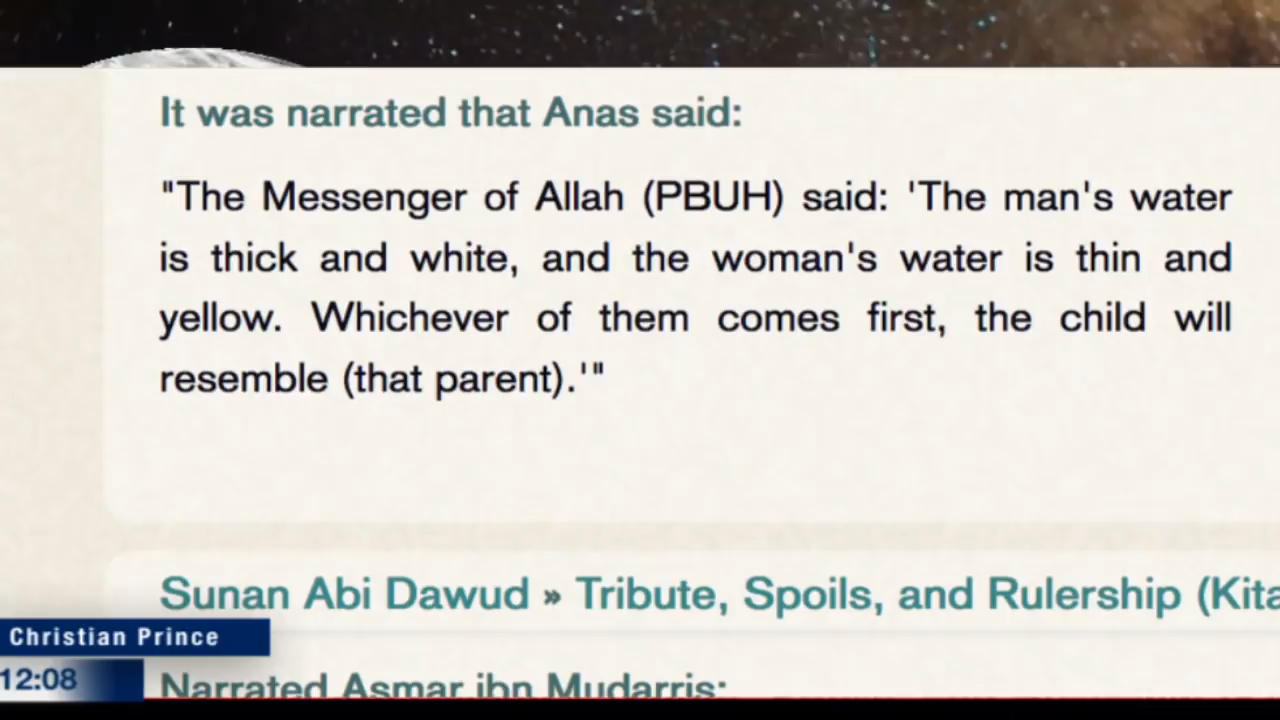 It was narrated that Anas said:
"The Messenger of Allah (PBUH) said: 'The man's water
is thick and white, and the woman's water is thin and
yellow. Whichever of them comes first, the child will
resemble (that parent).'"
Sunan Abi Dawud » Tribute, Spoils, and Rulership (Kita
Christian Prince
12:08
Narrated Asmar ibn Mudarris: